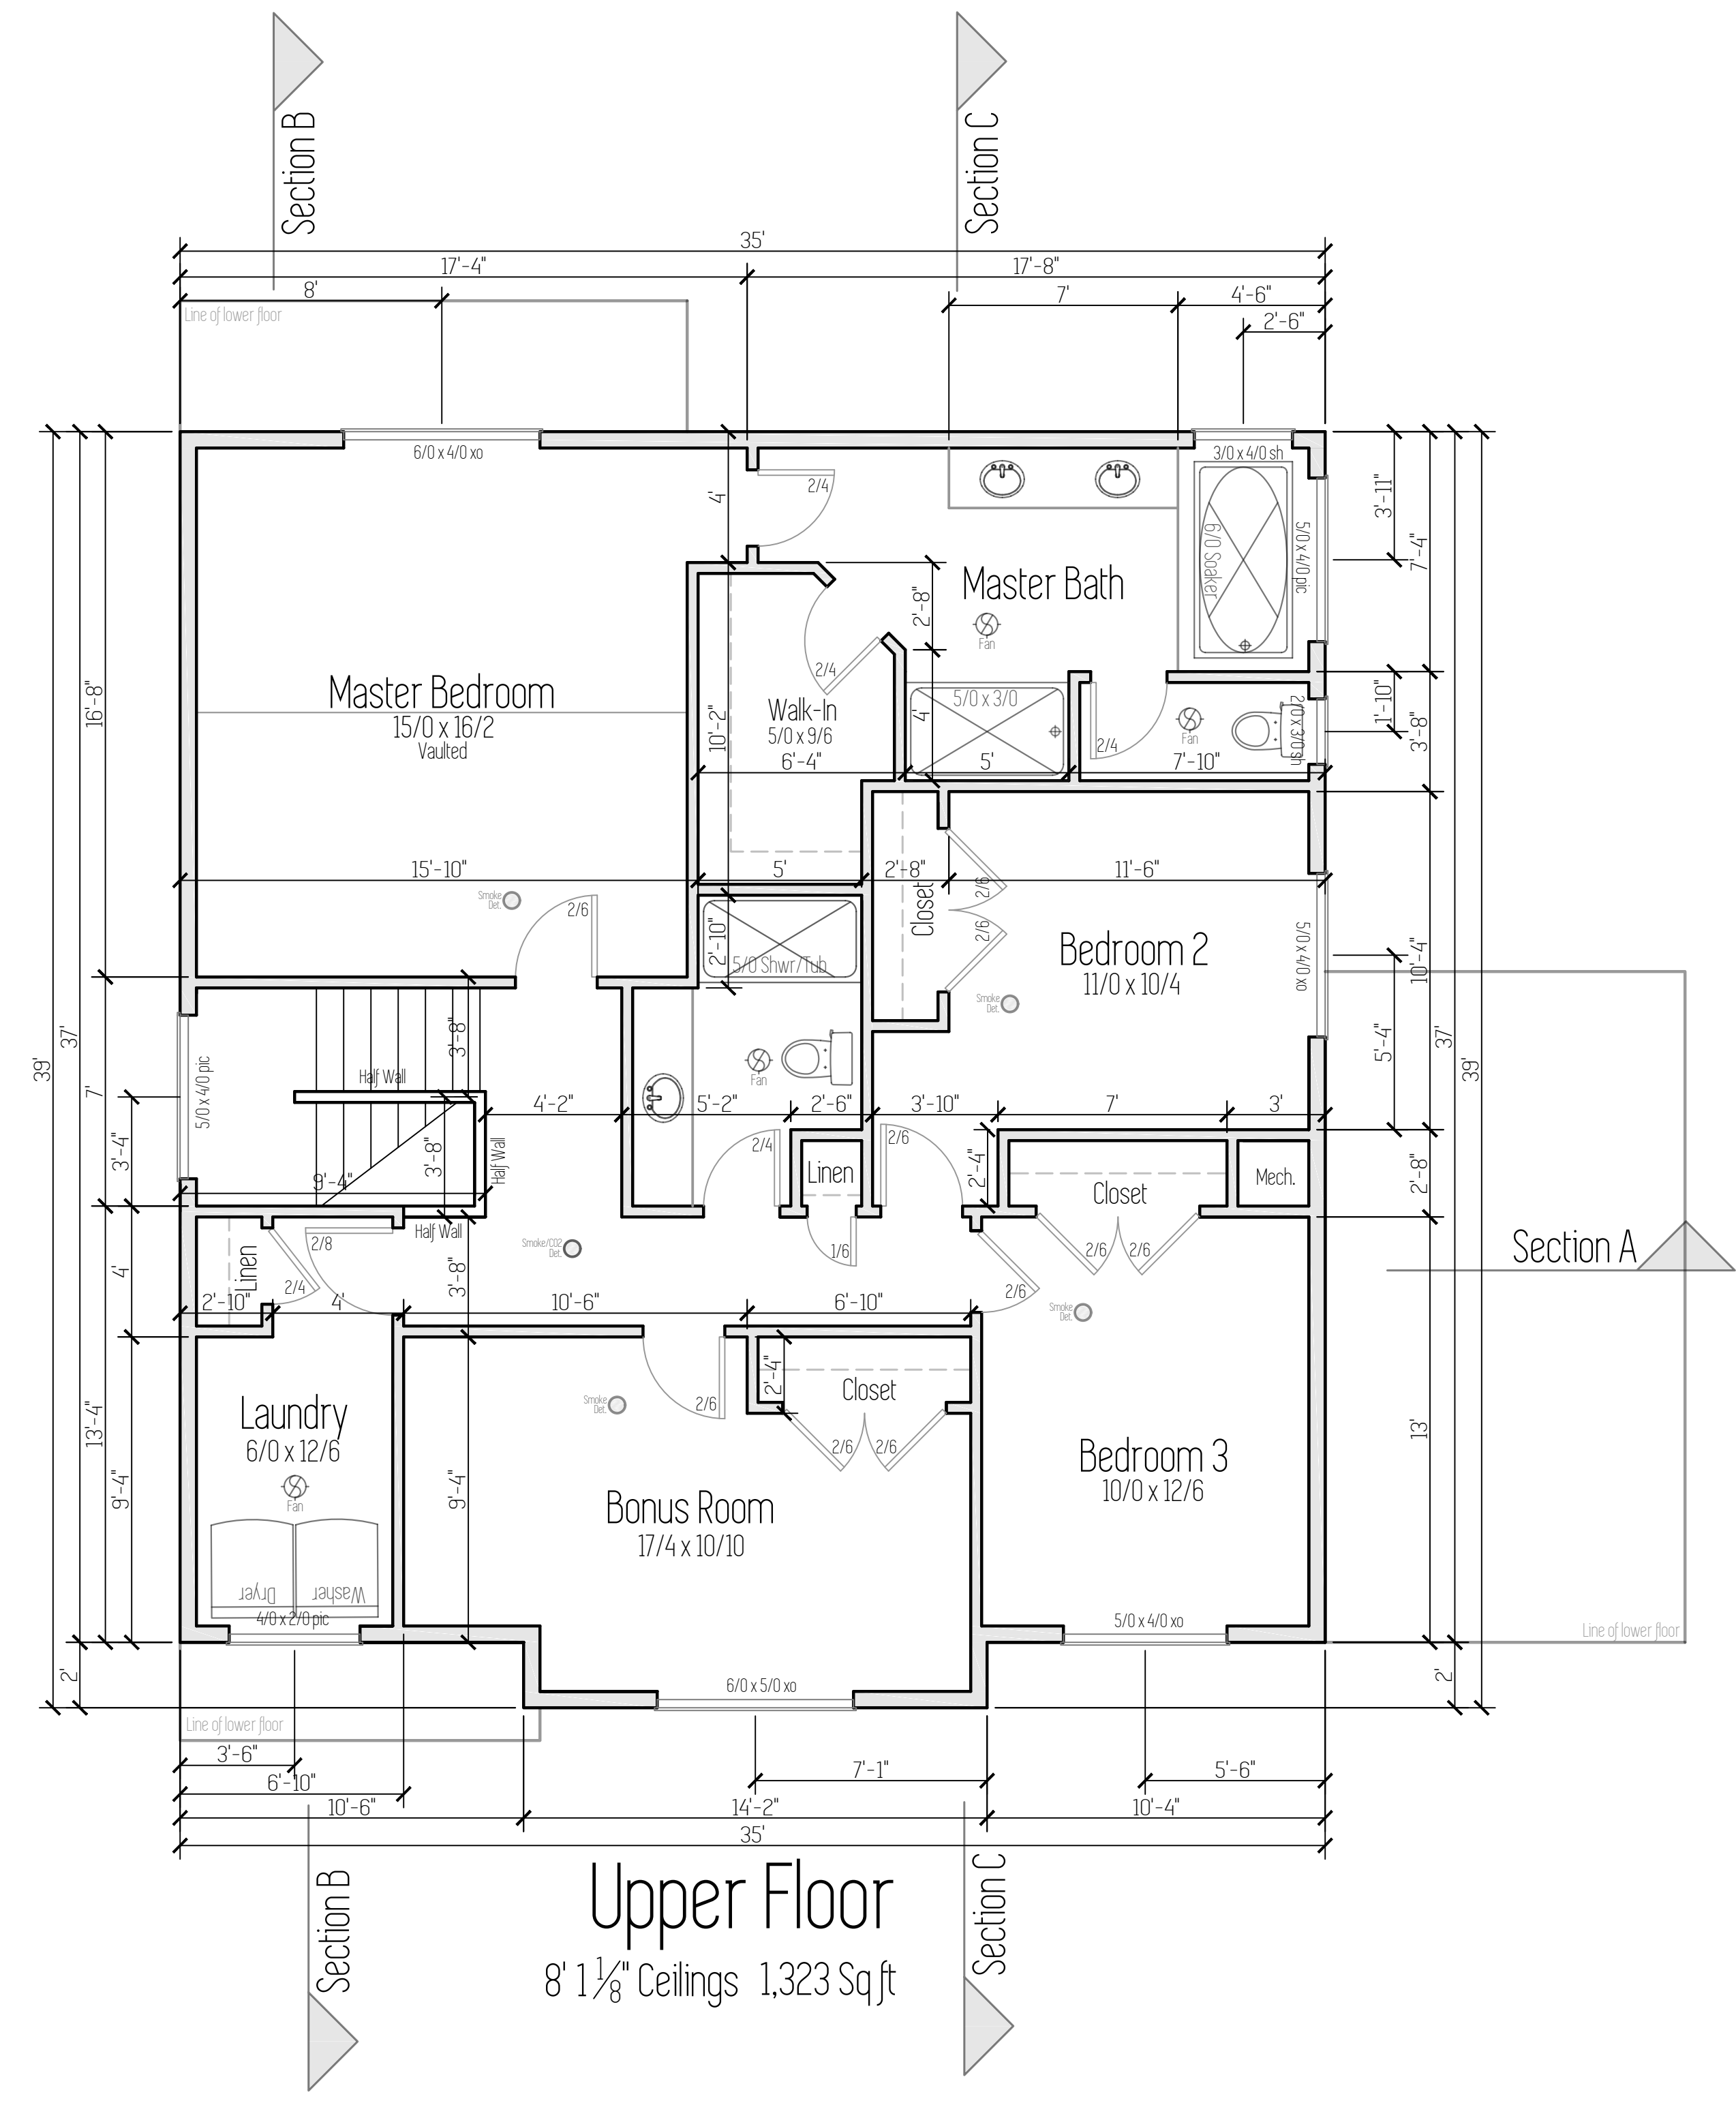 Section B
Section C
35'
17'-4"
17'-8"
8'
7'
4'-6"
2'-6"
Line of lower floor
6/0 x 4/0 xo
3/0 x 4/0 sh
2/4
4'
3'-11"
7'-4"
5/0 x 4/0 pic
6/0 Soaker
Master Bath
Fan
2'-8"
2/4
Master Bedroom
15/0 x 16/2
Vaulted
16'-8"
10'-2"
Walk-In
5/0 x 9/6
6'-4"
4'
5/0 x 3/0
5'
2/4
Fan
7'-10"
2/0 x 3/0 sh
1'-10"
3'-8"
15'-10"
5'
2'-8"
11'-6"
Smoke
Det.
2/6
2'-10"
5/0 Shwr/Tub
Closet
2/6
2/6
Bedroom 2
11/0 x 10/4
Smoke
Det.
5/0 x 4/0 xo
10'-4"
5'-4"
39'
37'
7'
3'-4"
5/0 x 4/0 pic
Half Wall
3'-8"
3'-8"
9'-4"
Half Wall
Half Wall
4'-2"
5'-2"
2'-6"
3'-10"
7'
3'
Fan
2/4
Linen
2/6
2'-4"
Closet
Mech.
2'-8"
37'
39'
Linen
2/8
2/4
Smoke/CO2
Det.
3'-8"
1/6
2/6
2/6
2/6
Smoke
Det.
Section A
4'
2'-10"
4'
10'-6"
6'-10"
13'-4"
9'-4"
Laundry
6/0 x 12/6
Fan
Dryer
Washer
4/0 x 2/0 pic
9'-4"
Smoke
Det.
2/6
2'-4"
Closet
2/6
2/6
Bonus Room
17/4 x 10/10
6/0 x 5/0 xo
Bedroom 3
10/0 x 12/6
5/0 x 4/0 xo
13'
Line of lower floor
2'
2'
Line of lower floor
3'-6"
6'-10"
7'-1"
5'-6"
10'-6"
14'-2"
10'-4"
35'
Section B
Section C
Upper Floor
8' 1 1/8" Ceilings 1,323 Sq ft